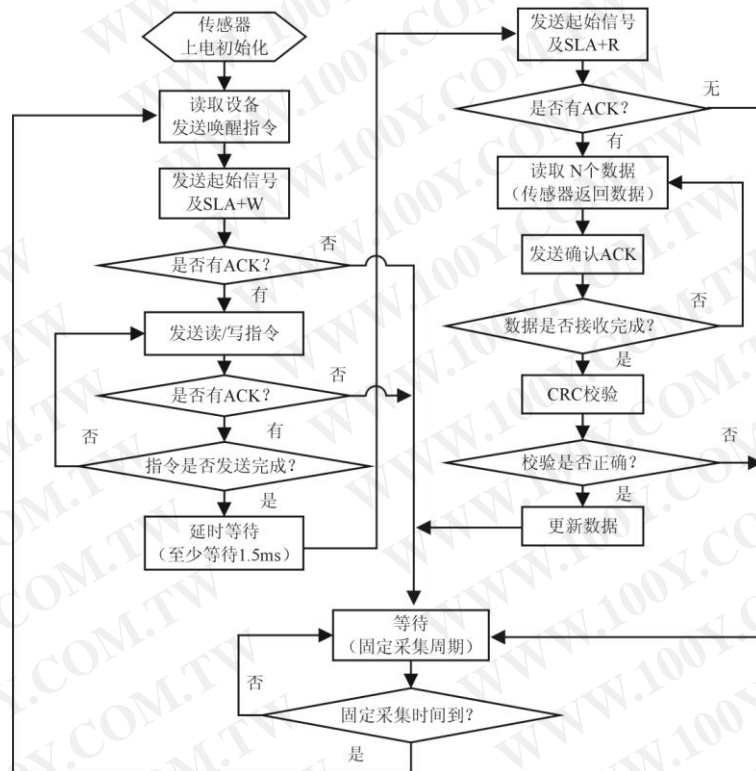 传感器
上电初始化
读取设备
发送唤醒指令
发送起始信号
及SLA+W
否
是否有ACK?
有
发送读/写指令
否
是否有ACK?
有
否
指令是否发送完成?
是
延时等待
(至少等待1.5ms)
发送起始信号
及SLA+R
无
是否有ACK?
有
读取 N个数据
(传感器返回数据)
发送确认ACK
否
数据是否接收完成?
是
CRC校验
否
校验是否正确?
是
更新数据
等待
(固定采集周期)
否
固定采集时间到?
是
WWW.100Y.COM.TW